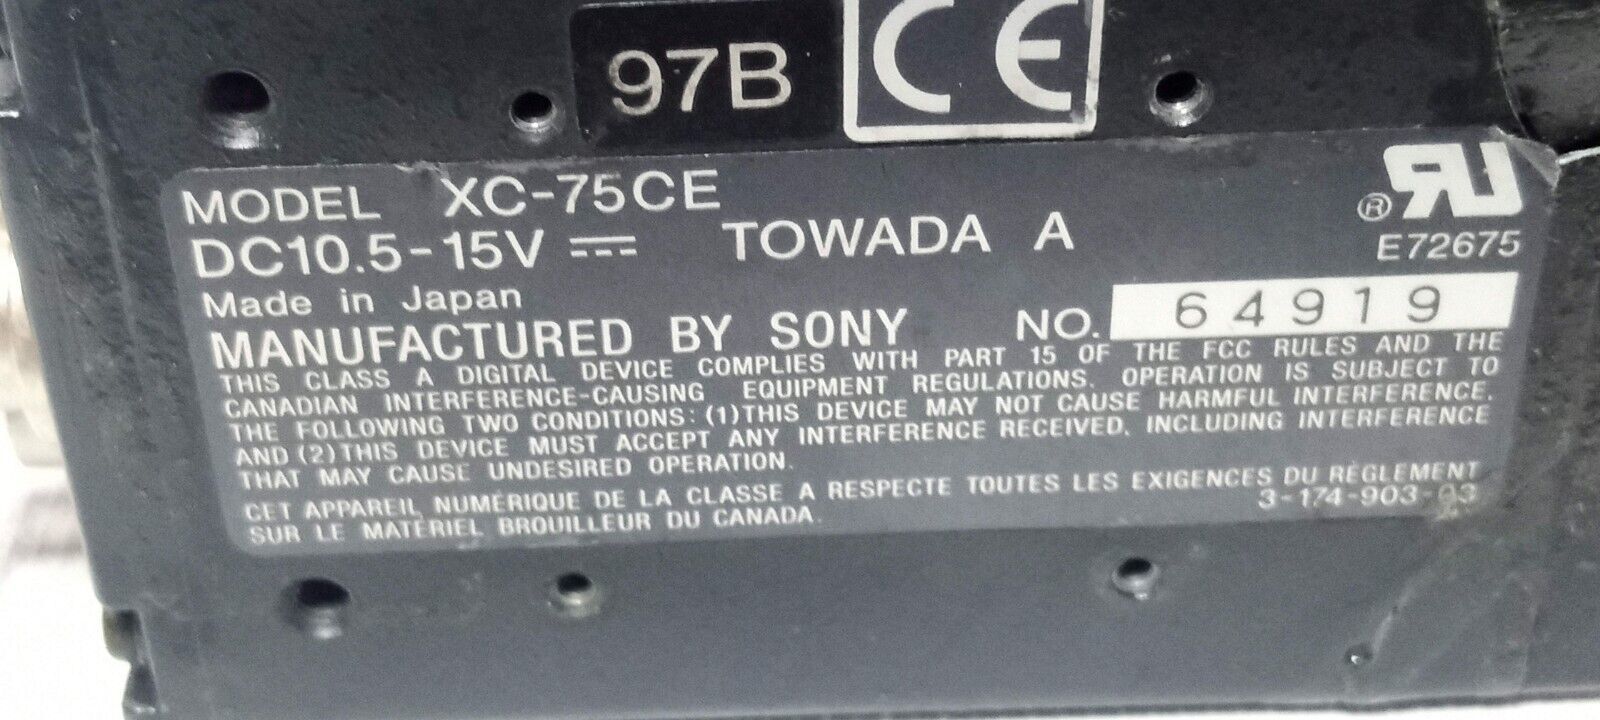 97B CE
MODEL XC-75CE
DC10.5-15V ⎓ TOWADA A
® RU
E72675
Made in Japan
MANUFACTURED BY SONY NO. 64919
THIS CLASS A DIGITAL DEVICE COMPLIES WITH PART 15 OF THE FCC RULES AND THE
CANADIAN INTERFERENCE-CAUSING EQUIPMENT REGULATIONS. OPERATION IS SUBJECT TO
THE FOLLOWING TWO CONDITIONS: (1) THIS DEVICE MAY NOT CAUSE HARMFUL INTERFERENCE,
AND (2) THIS DEVICE MUST ACCEPT ANY INTERFERENCE RECEIVED, INCLUDING INTERFERENCE
THAT MAY CAUSE UNDESIRED OPERATION.
CET APPAREIL NUMÉRIQUE DE LA CLASSE A RESPECTE TOUTES LES EXIGENCES DU RÈGLEMENT
SUR LE MATÉRIEL BROUILLEUR DU CANADA.
3-174-903-03